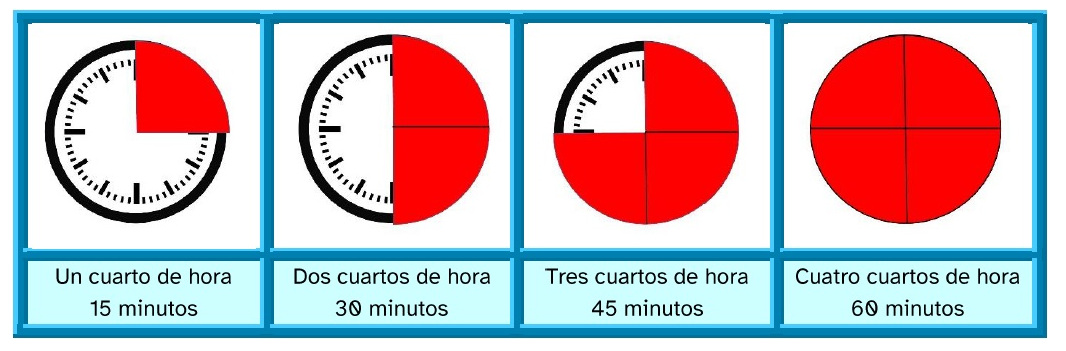 Un cuarto de hora
15 minutos
Dos cuartos de hora
30 minutos
Tres cuartos de hora
45 minutos
Cuatro cuartos de hora
60 minutos